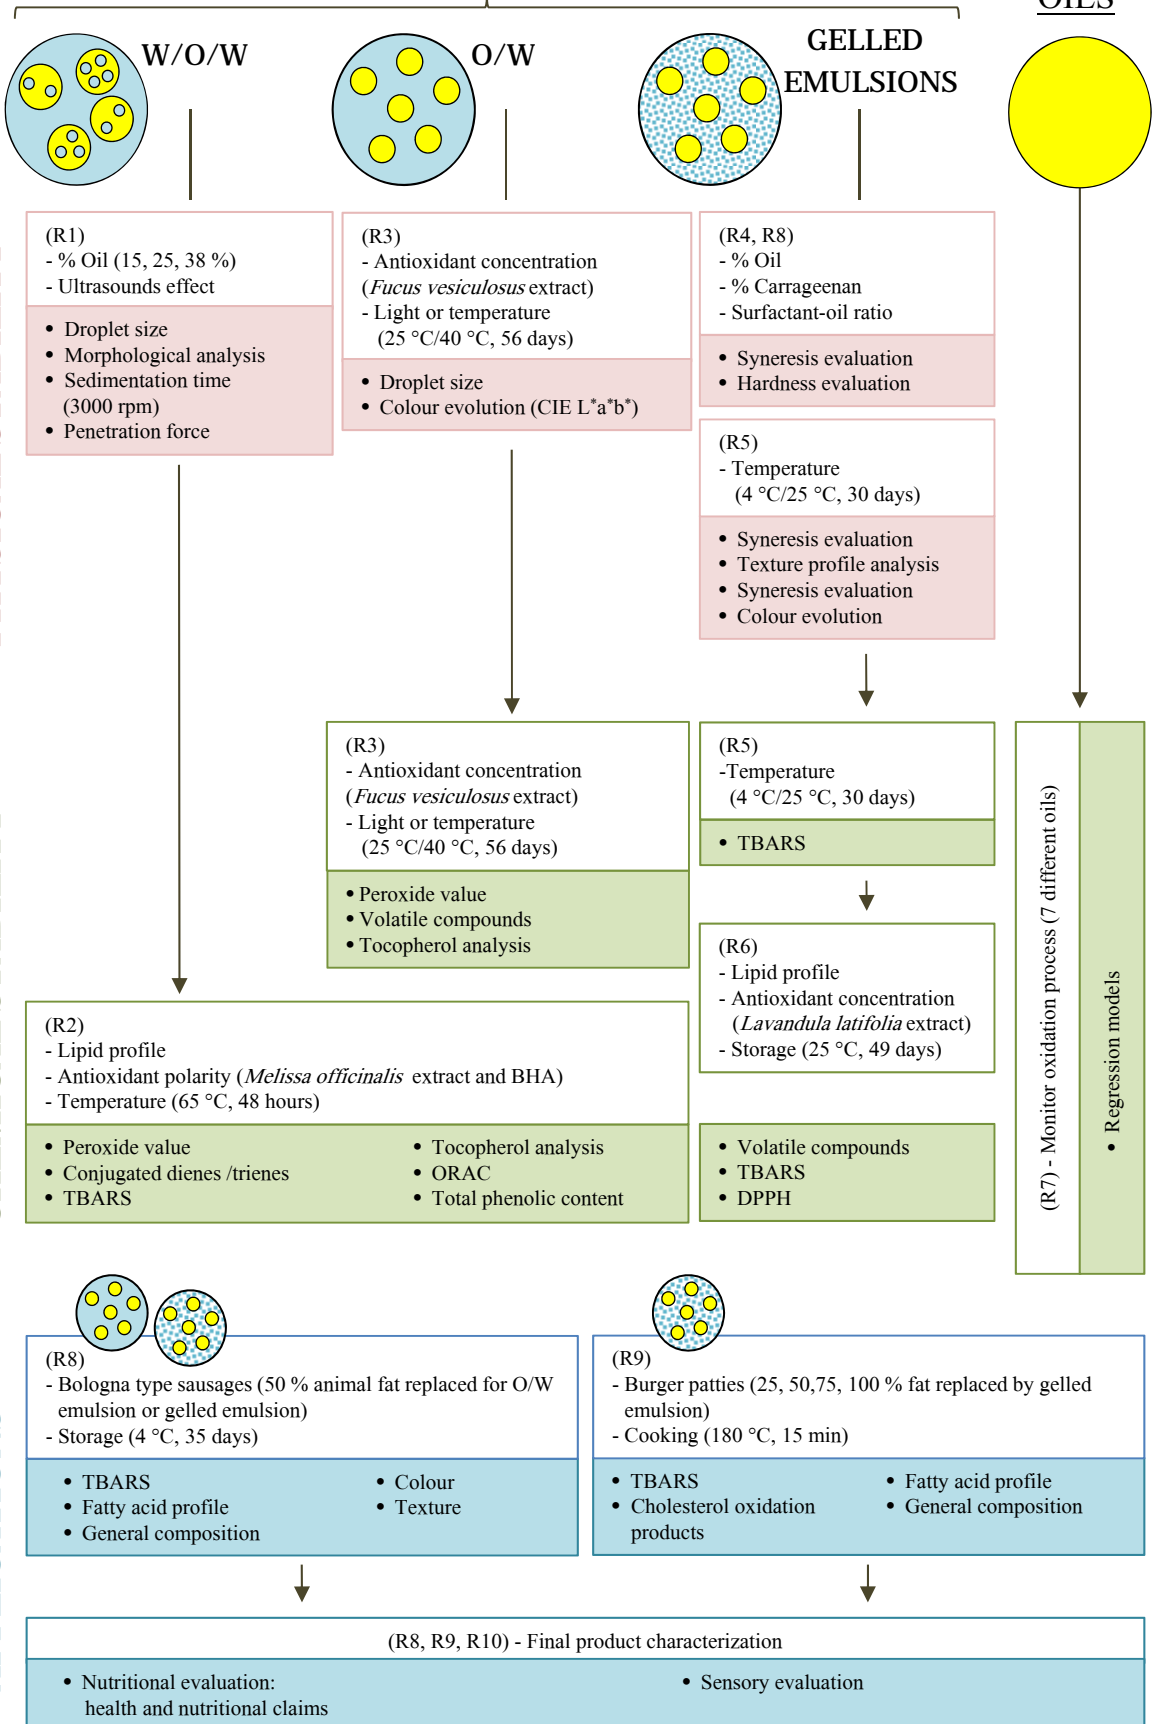 OILS
W/O/W
O/W
GELLED
EMULSIONS
(R1)
- % Oil (15, 25, 38 %)
- Ultrasounds effect
• Droplet size
• Morphological analysis
• Sedimentation time
(3000 rpm)
• Penetration force
(R3)
- Antioxidant concentration
(Fucus vesiculosus extract)
- Light or temperature
(25 °C/40 °C, 56 days)
• Droplet size
• Colour evolution (CIE L*a*b*)
(R4, R8)
- % Oil
- % Carrageenan
- Surfactant-oil ratio
• Syneresis evaluation
• Hardness evaluation
(R5)
- Temperature
(4 °C/25 °C, 30 days)
• Syneresis evaluation
• Texture profile analysis
• Syneresis evaluation
• Colour evolution
(R3)
- Antioxidant concentration
(Fucus vesiculosus extract)
- Light or temperature
(25 °C/40 °C, 56 days)
• Peroxide value
• Volatile compounds
• Tocopherol analysis
(R5)
-Temperature
(4 °C/25 °C, 30 days)
• TBARS
(R6)
- Lipid profile
- Antioxidant concentration
(Lavandula latifolia extract)
- Storage (25 °C, 49 days)
• Volatile compounds
• TBARS
• DPPH
(R2)
- Lipid profile
- Antioxidant polarity (Melissa officinalis extract and BHA)
- Temperature (65 °C, 48 hours)
• Peroxide value
• Conjugated dienes /trienes
• TBARS
• Tocopherol analysis
• ORAC
• Total phenolic content
(R7) - Monitor oxidation process (7 different oils)
• Regression models
(R8)
- Bologna type sausages (50 % animal fat replaced for O/W
emulsion or gelled emulsion)
- Storage (4 °C, 35 days)
• TBARS
• Fatty acid profile
• General composition
• Colour
• Texture
(R9)
- Burger patties (25, 50,75, 100 % fat replaced by gelled
emulsion)
- Cooking (180 °C, 15 min)
• TBARS
• Cholesterol oxidation
products
• Fatty acid profile
• General composition
(R8, R9, R10) - Final product characterization
• Nutritional evaluation:
health and nutritional claims
• Sensory evaluation